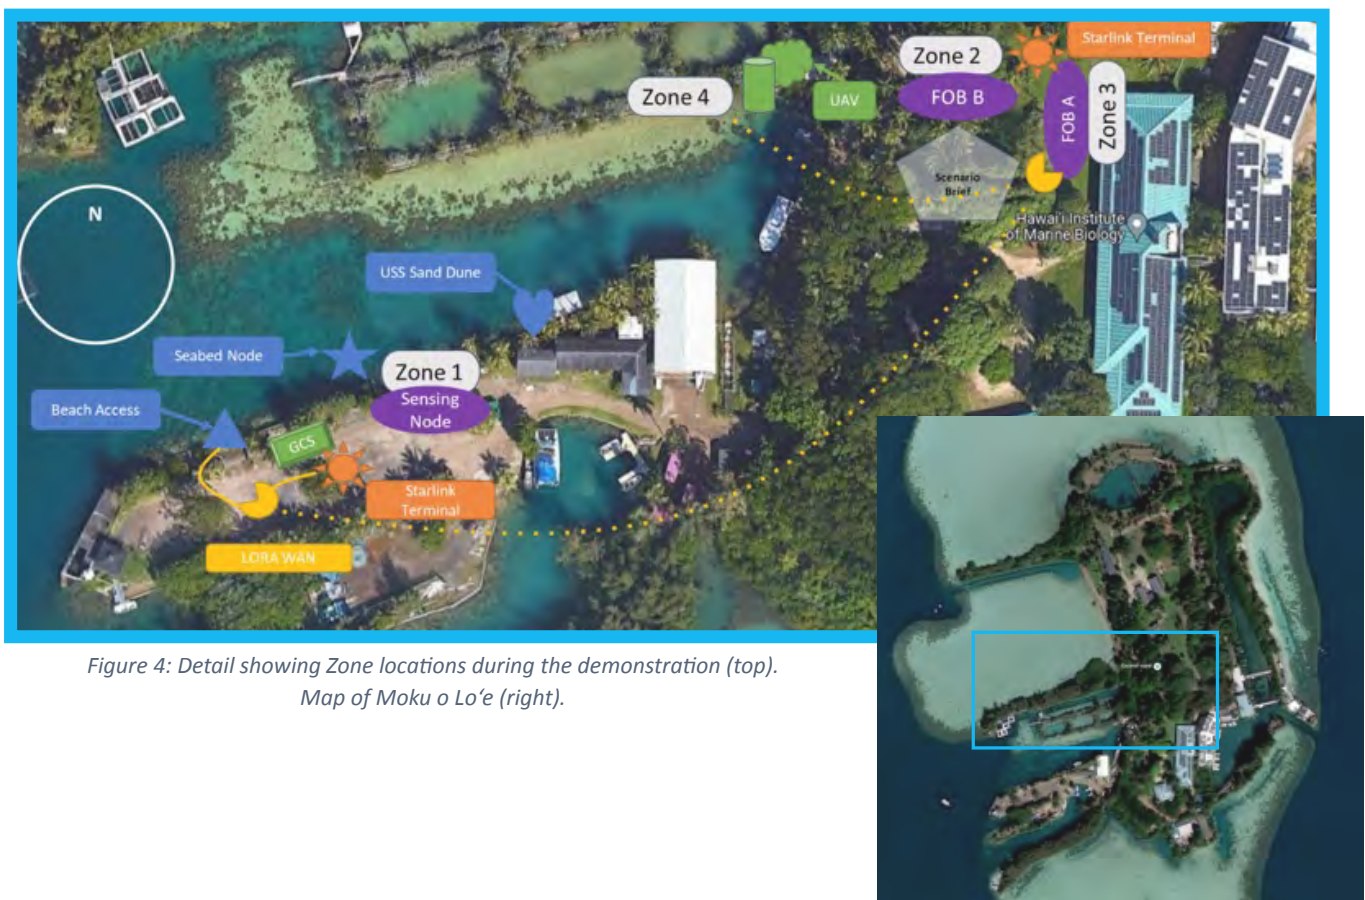 Zone 2
Starlink Terminal
Zone 4
UAV
FOB B
FOB A
Zone 3
Scenario
Brief
N
Hawai'i Institute
of Marine Biology
USS Sand Dune
Seabed Node
Zone 1
Beach Access
Sensing
Node
GCS
Starlink
Terminal
LORA WAN
Figure 4: Detail showing Zone locations during the demonstration (top).
Map of Moku o Loʻe (right).